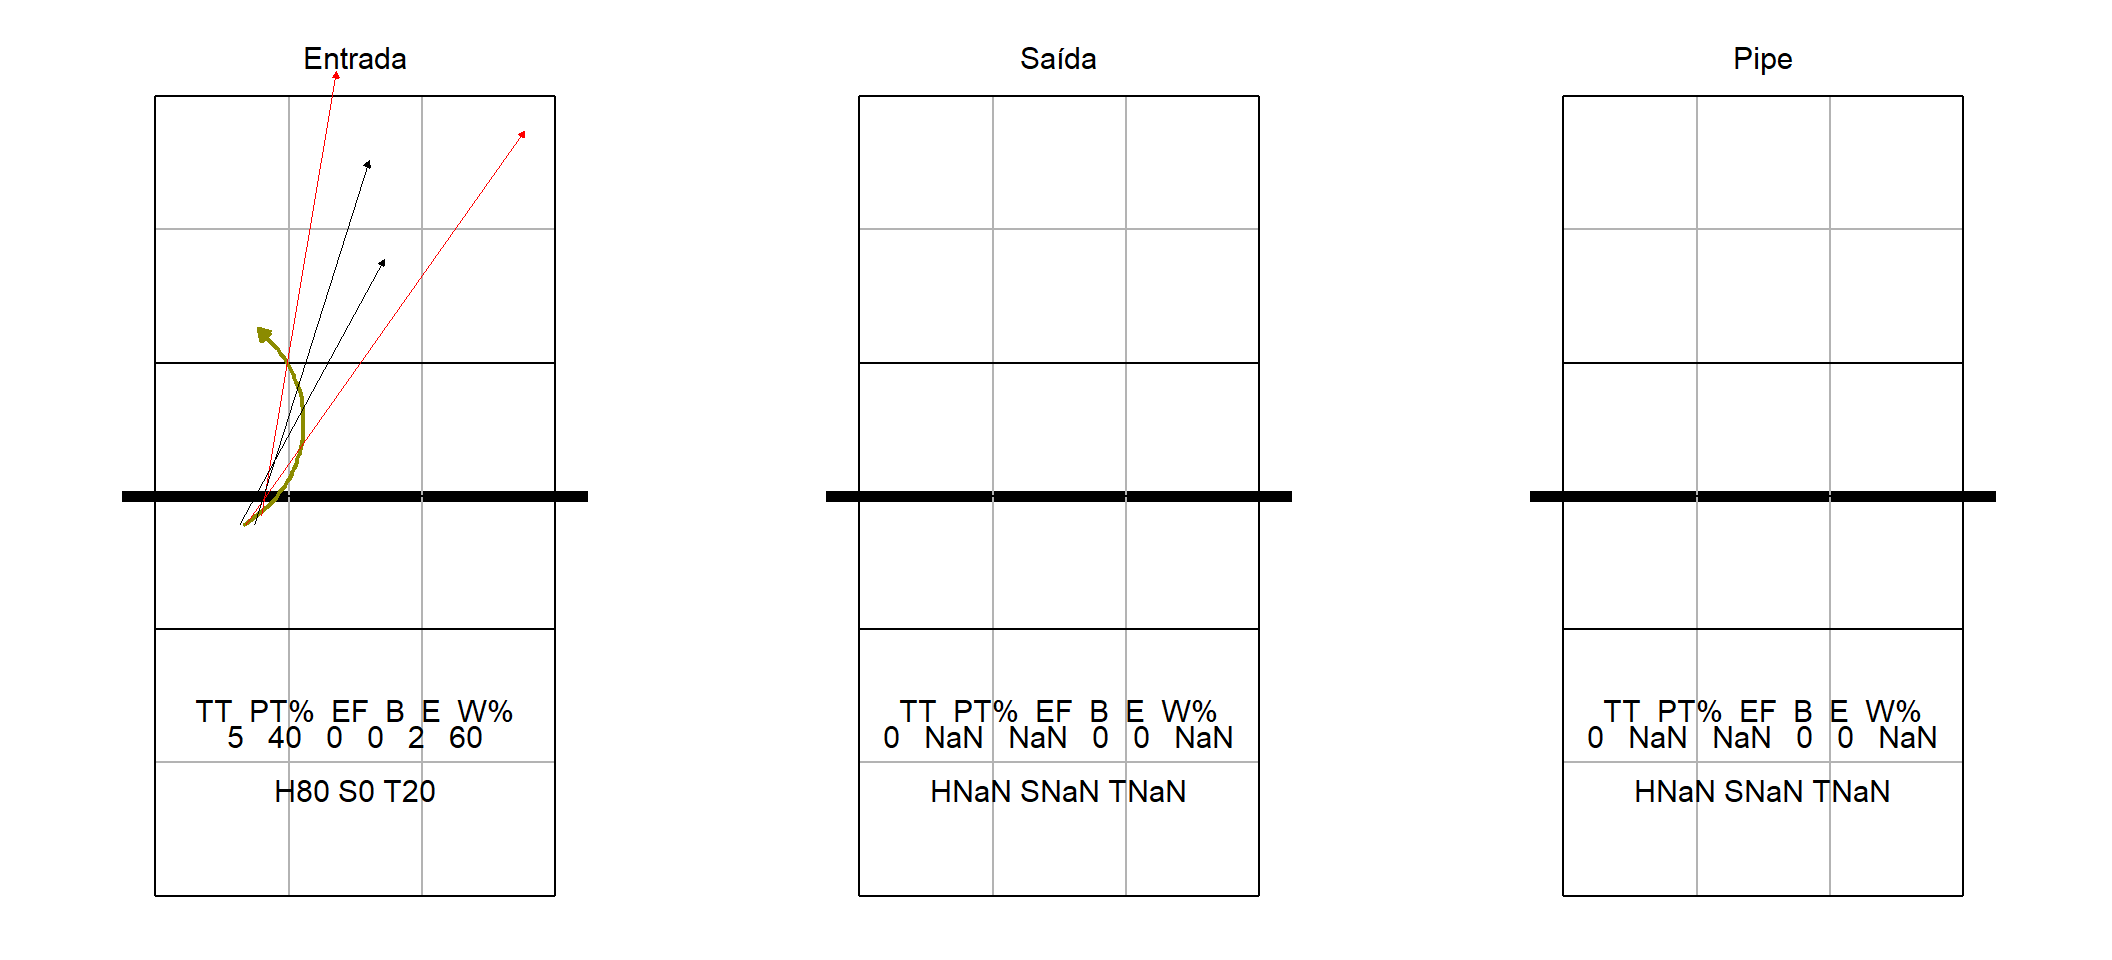 Entrada
TT PT% EF B E W%
5 40 0 0 2 60
H80 S0 T20
Saída
TT PT% EF B E W%
0 NaN NaN 0 0 NaN
HNaN SNaN TNaN
Pipe
TT PT% EF B E W%
0 NaN NaN 0 0 NaN
HNaN SNaN TNaN